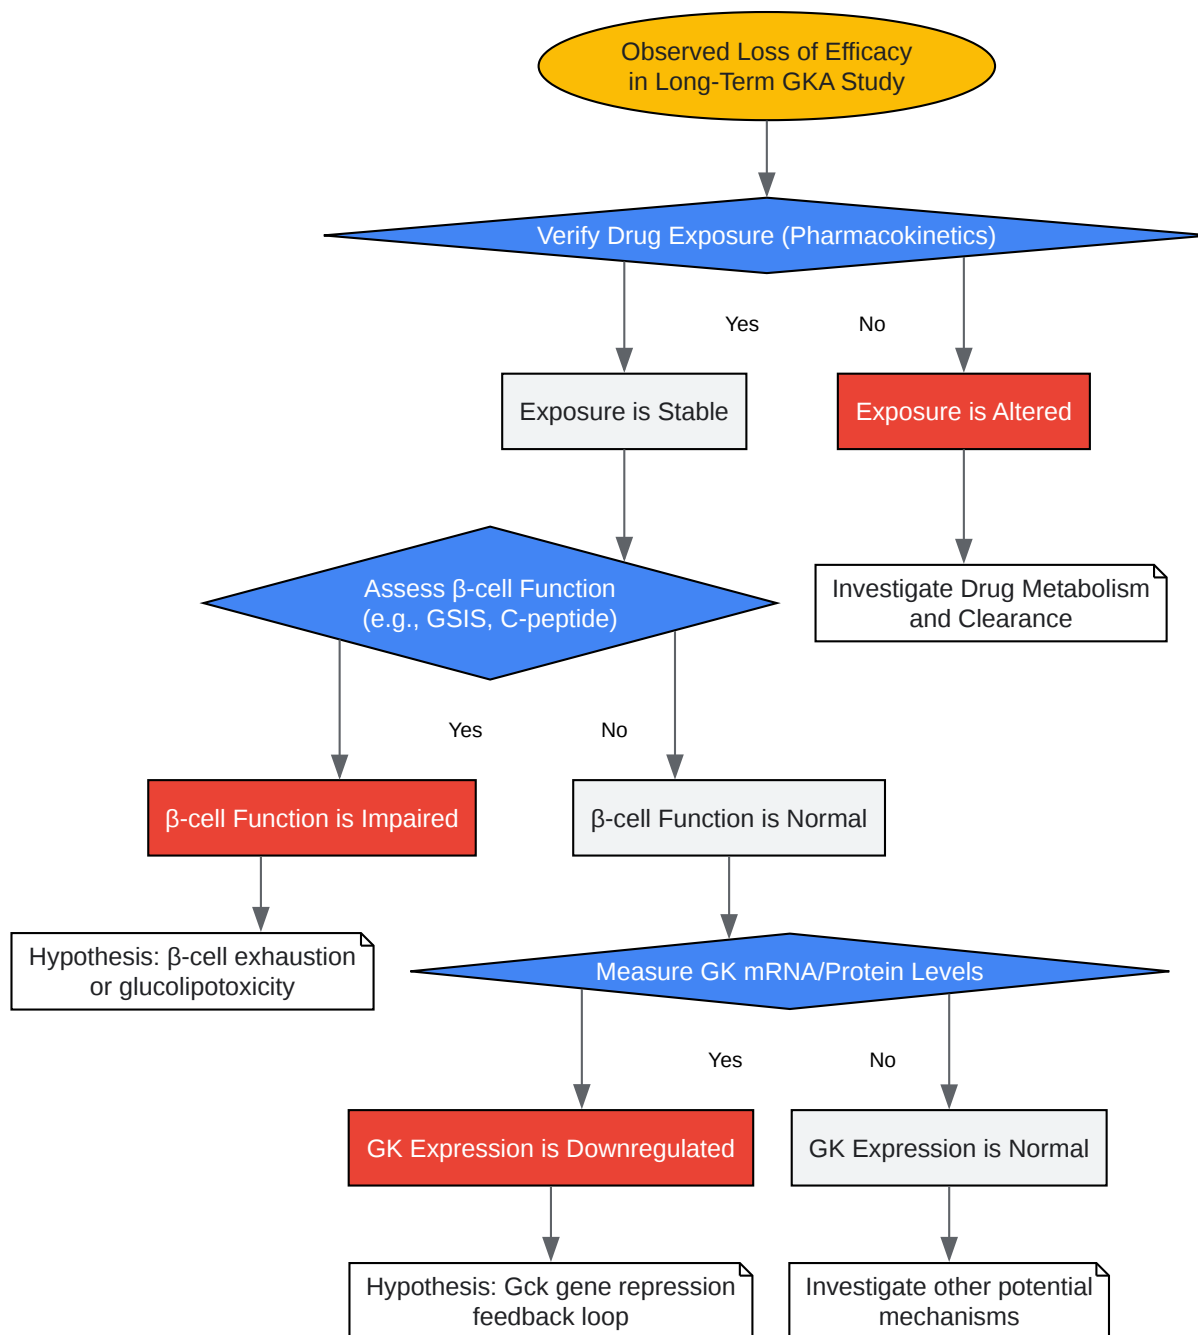 Observed Loss of Efficacy
in Long-Term GKA Study
Verify Drug Exposure (Pharmacokinetics)
Yes
No
Exposure is Stable
Exposure is Altered
Assess β-cell Function
(e.g., GSIS, C-peptide)
Investigate Drug Metabolism
and Clearance
Yes
No
β-cell Function is Impaired
β-cell Function is Normal
Hypothesis: β-cell exhaustion
or glucolipotoxicity
Measure GK mRNA/Protein Levels
Yes
No
GK Expression is Downregulated
GK Expression is Normal
Hypothesis: Gck gene repression
feedback loop
Investigate other potential
mechanisms